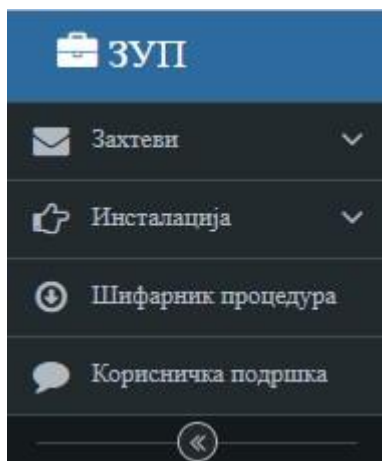 ЗУП
Захтеви
Инсталација
Шифарник процедура
Корисничка подршка